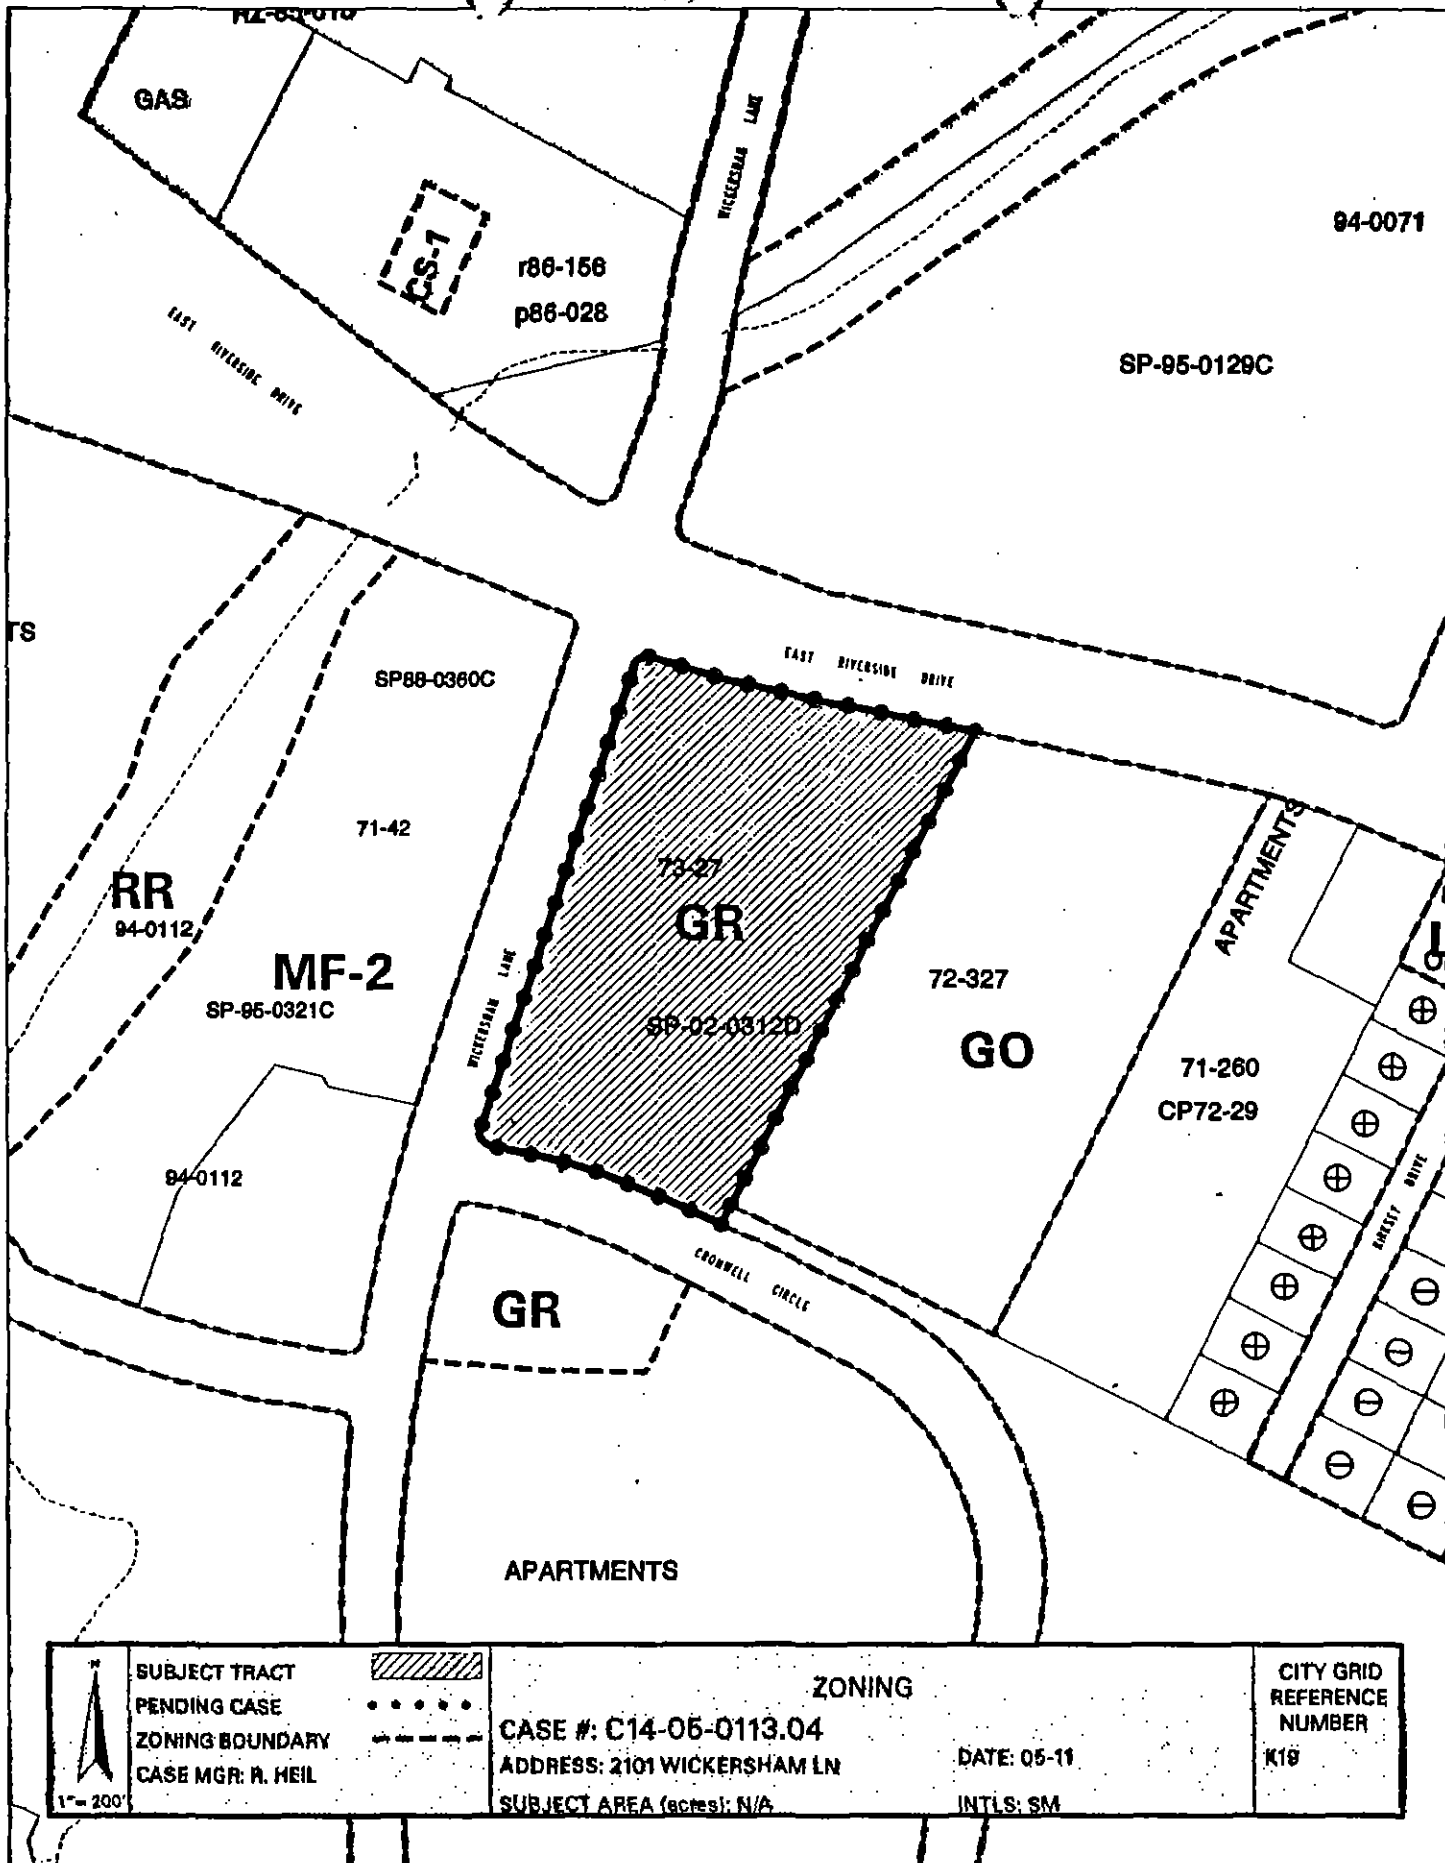 GAS
WICKERSHAM LANE
94-0071
CS-1
r86-156
p86-028
EAST RIVERSIDE DRIVE
SP-95-0129C
TS
EAST RIVERSIDE DRIVE
SP88-0360C
71-42
73-27
APARTMENTS
RR
94-0112
GR
MF-2
SP-95-0321C
WICKERSHAM LANE
72-327
SP-02-0312D
GO
71-260
CP72-29
94-0112
KIRKSEY DRIVE
CROMWELL CIRCLE
GR
APARTMENTS
N
1"= 200'
SUBJECT TRACT
PENDING CASE
ZONING BOUNDARY
CASE MGR: R. HEIL
ZONING
CASE #: C14-05-0113.04
ADDRESS: 2101 WICKERSHAM LN
SUBJECT AREA (acres): N/A
DATE: 05-11
INTLS: SM
CITY GRID
REFERENCE
NUMBER
K19